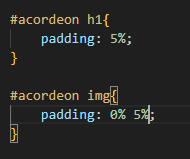 #acordeon h1{
    padding: 5%;
}
#acordeon img{
    padding: 0% 5%;
}